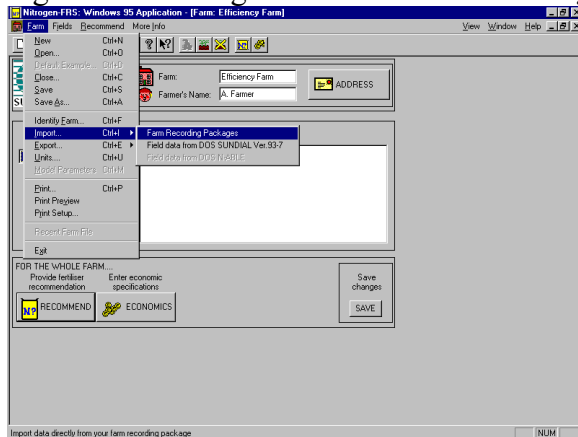 Nitrogen-FRS: Windows 95 Application - [Farm: Efficiency Farm]
Farm Fields Recommend More Info View Window Help
New Ctrl+N
Open... Ctrl+O
Default Example... Ctrl+D
Close... Ctrl+C
Save Ctrl+S
Save As... Ctrl+A
Identify Farm... Ctrl+F
Import... Ctrl+I
Export... Ctrl+E
Units.... Ctrl+U
Model Parameters Ctrl+M
Print... Ctrl+P
Print Preview
Print Setup...
Recent Farm File
Exit
Farm Recording Packages
Field data from DOS SUNDIAL Ver.93-7
Field data from DOS N-ABLE
Farm: Efficiency Farm
Farmer's Name: A. Farmer
ADDRESS
FOR THE WHOLE FARM....
Provide fertiliser recommendation
Enter economic specifications
Save changes
N? RECOMMEND
ECONOMICS
SAVE
Import data directly from your farm recording package
NUM